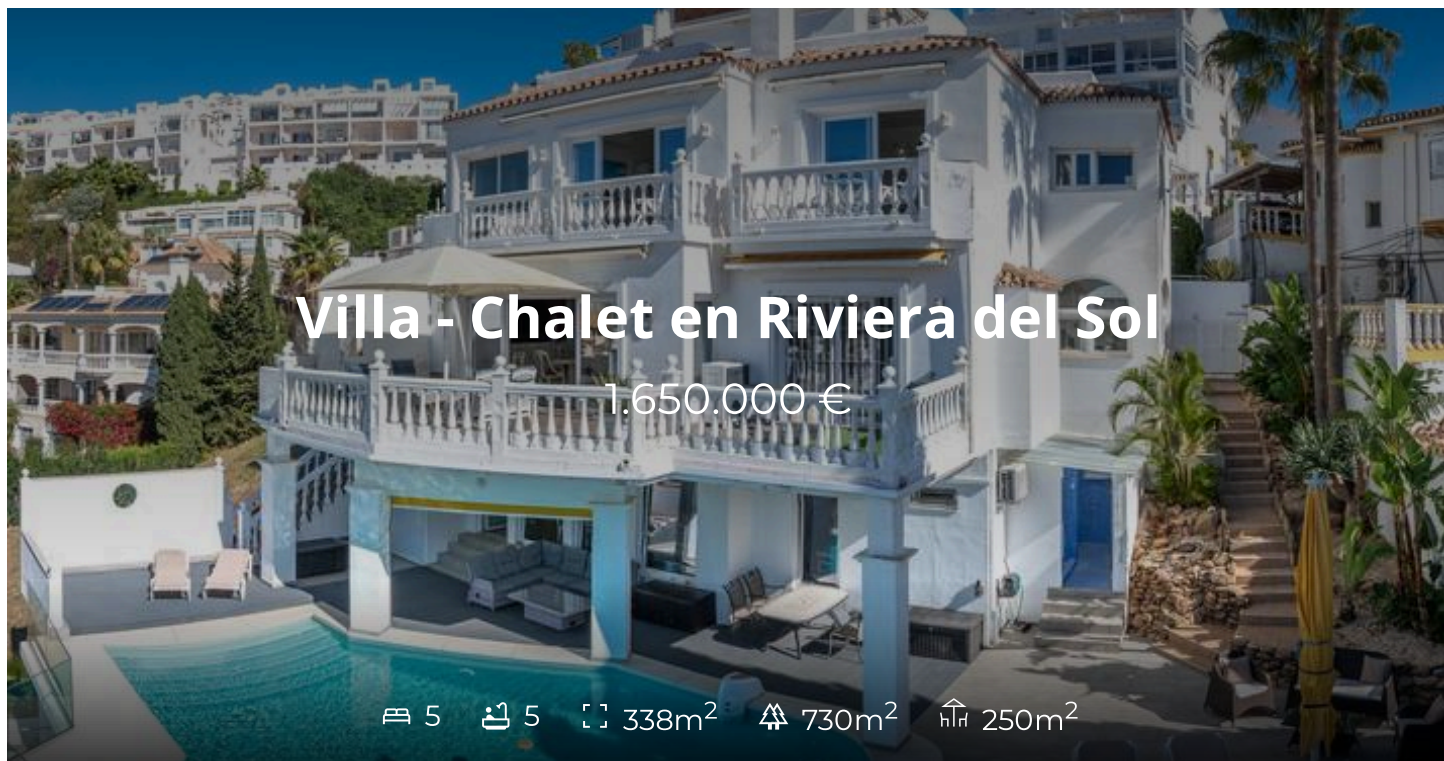 Villa - Chalet en Riviera del Sol
1.650.000 €
5 5 338m² 730m² 250m²